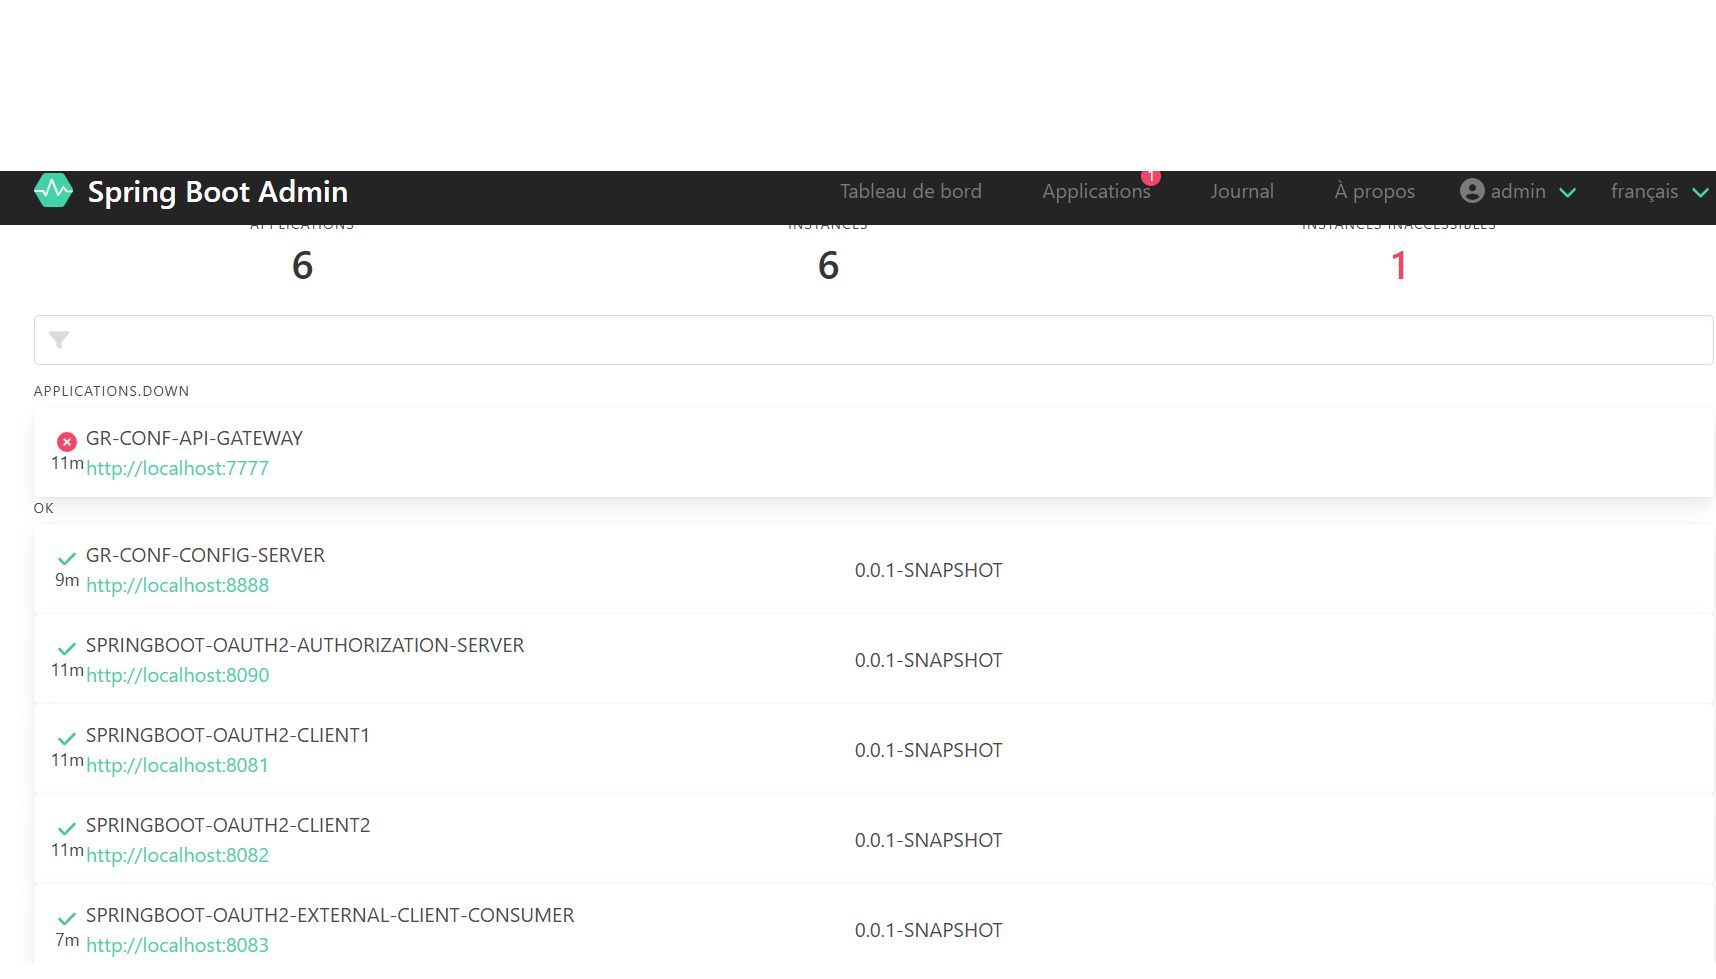 Spring Boot Admin
Tableau de bord
Applications
1
Journal
À propos
admin
français
APPLICATIONS
INSTANCES
INSTANCES INACCESSIBLES
6
6
1
APPLICATIONS.DOWN
GR-CONF-API-GATEWAY
11m
http://localhost:7777
OK
GR-CONF-CONFIG-SERVER
9m
http://localhost:8888
0.0.1-SNAPSHOT
SPRINGBOOT-OAUTH2-AUTHORIZATION-SERVER
11m
http://localhost:8090
0.0.1-SNAPSHOT
SPRINGBOOT-OAUTH2-CLIENT1
11m
http://localhost:8081
0.0.1-SNAPSHOT
SPRINGBOOT-OAUTH2-CLIENT2
11m
http://localhost:8082
0.0.1-SNAPSHOT
SPRINGBOOT-OAUTH2-EXTERNAL-CLIENT-CONSUMER
7m
http://localhost:8083
0.0.1-SNAPSHOT